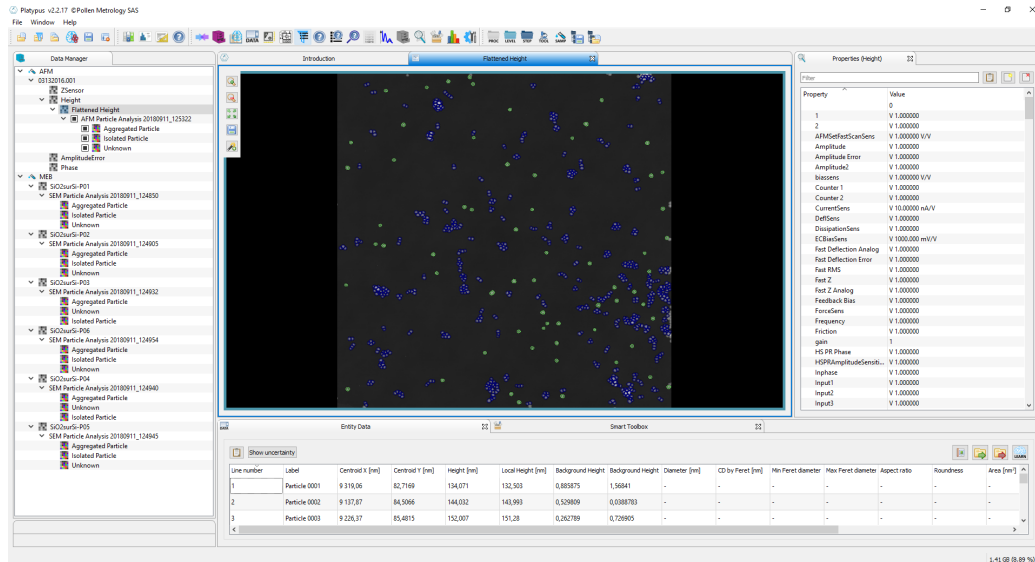 Platypus v2.2.17 ©Pollen Metrology SAS
File Window Help
DATA
PROC LEVEL STEP TOOL SAMP
Data Manager
AFM
03132016.001
ZSensor
Height
Flattened Height
AFM Particle Analysis 20180911_125322
Aggregated Particle
Isolated Particle
Unknown
AmplitudeError
Phase
MEB
SiO2surSi-P01
SEM Particle Analysis 20180911_124850
Aggregated Particle
Isolated Particle
Unknown
SiO2surSi-P02
SEM Particle Analysis 20180911_124905
Aggregated Particle
Isolated Particle
Unknown
SiO2surSi-P03
SEM Particle Analysis 20180911_124932
Aggregated Particle
Unknown
Isolated Particle
SiO2surSi-P06
SEM Particle Analysis 20180911_124954
Aggregated Particle
Isolated Particle
Unknown
SiO2surSi-P04
SEM Particle Analysis 20180911_124940
Aggregated Particle
Unknown
Isolated Particle
SiO2surSi-P05
SEM Particle Analysis 20180911_124945
Aggregated Particle
Isolated Particle
Unknown
Introduction
Flattened Height
Properties (Height)
Filter
Property Value
0
1 V 1.000000
2 V 1.000000
AFMSetFastScanSens V 1.000000 V/V
Amplitude V 1.000000
Amplitude Error V 1.000000
Amplitude2 V 1.000000
biassens V 1.000000 V/V
Counter 1 V 1.000000
Counter 2 V 1.000000
CurrentSens V 10.00000 nA/V
DeflSens V 1.000000
DissipationSens V 1.000000
ECBiasSens V 1000.000 mV/V
Fast Deflection Analog V 1.000000
Fast Deflection Error V 1.000000
Fast RMS V 1.000000
Fast Z V 1.000000
Fast Z Analog V 1.000000
Feedback Bias V 1.000000
ForceSens V 1.000000
Frequency V 1.000000
Friction V 1.000000
gain 1
HS PR Phase V 1.000000
HSPRAmplitudeSensiti... V 1.000000
Inphase V 1.000000
Input1 V 1.000000
Input2 V 1.000000
Input3 V 1.000000
DATA Entity Data
Smart Toolbox
Show uncertainty
LEARN
Line number Label Centroid X [nm] Centroid Y [nm] Height [nm] Local Height [nm] Background Height Background Height Diameter [nm] CD by Feret [nm] Min Feret diameter Max Feret diameter Aspect ratio Roundness Area [nm²]
1 Particle 0001 9 319,06 82,7169 134,071 132,503 0,885875 1,56841 - - - - - - -
2 Particle 0002 9 137,87 84,5066 144,032 143,993 0,529809 0,0388783 - - - - - - -
3 Particle 0003 9 226,37 85,4815 152,007 151,28 0,262789 0,726905 - - - - - - -
1.41 GB (8.89 %)